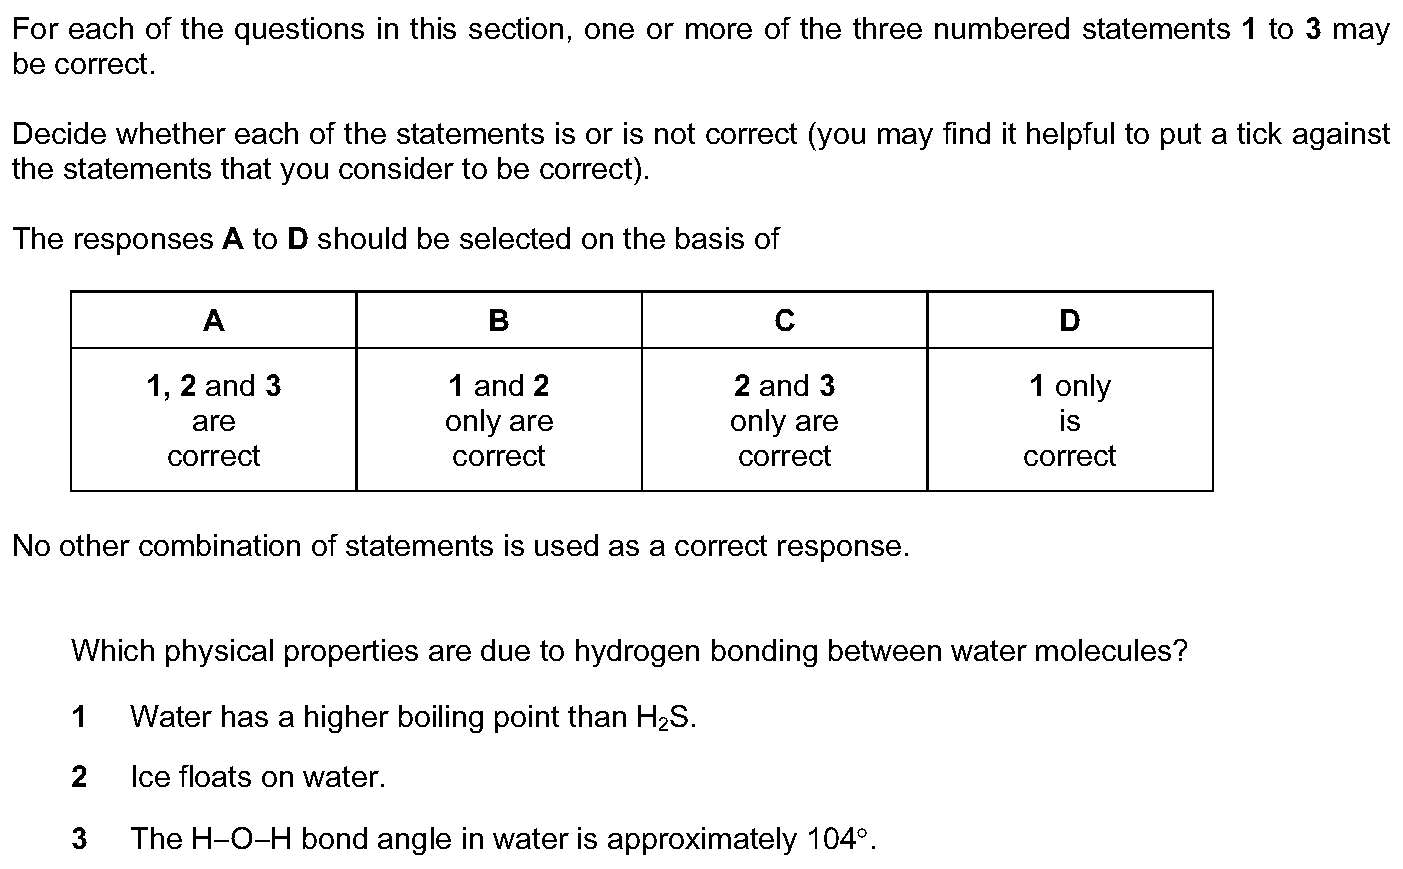 For each of the questions in this section, one or more of the three numbered statements 1 to 3 may
be correct.
Decide whether each of the statements is or is not correct (you may find it helpful to put a tick against
the statements that you consider to be correct).
The responses A to D should be selected on the basis of
A B C D
1, 2 and 3 1 and 2 2 and 3 1 only
are only are only are is
correct correct correct correct
No other combination of statements is used as a correct response.
Which physical properties are due to hydrogen bonding between water molecules?
1 Water has a higher boiling point than H₂S.
2 Ice floats on water.
3 The H–O–H bond angle in water is approximately 104°.